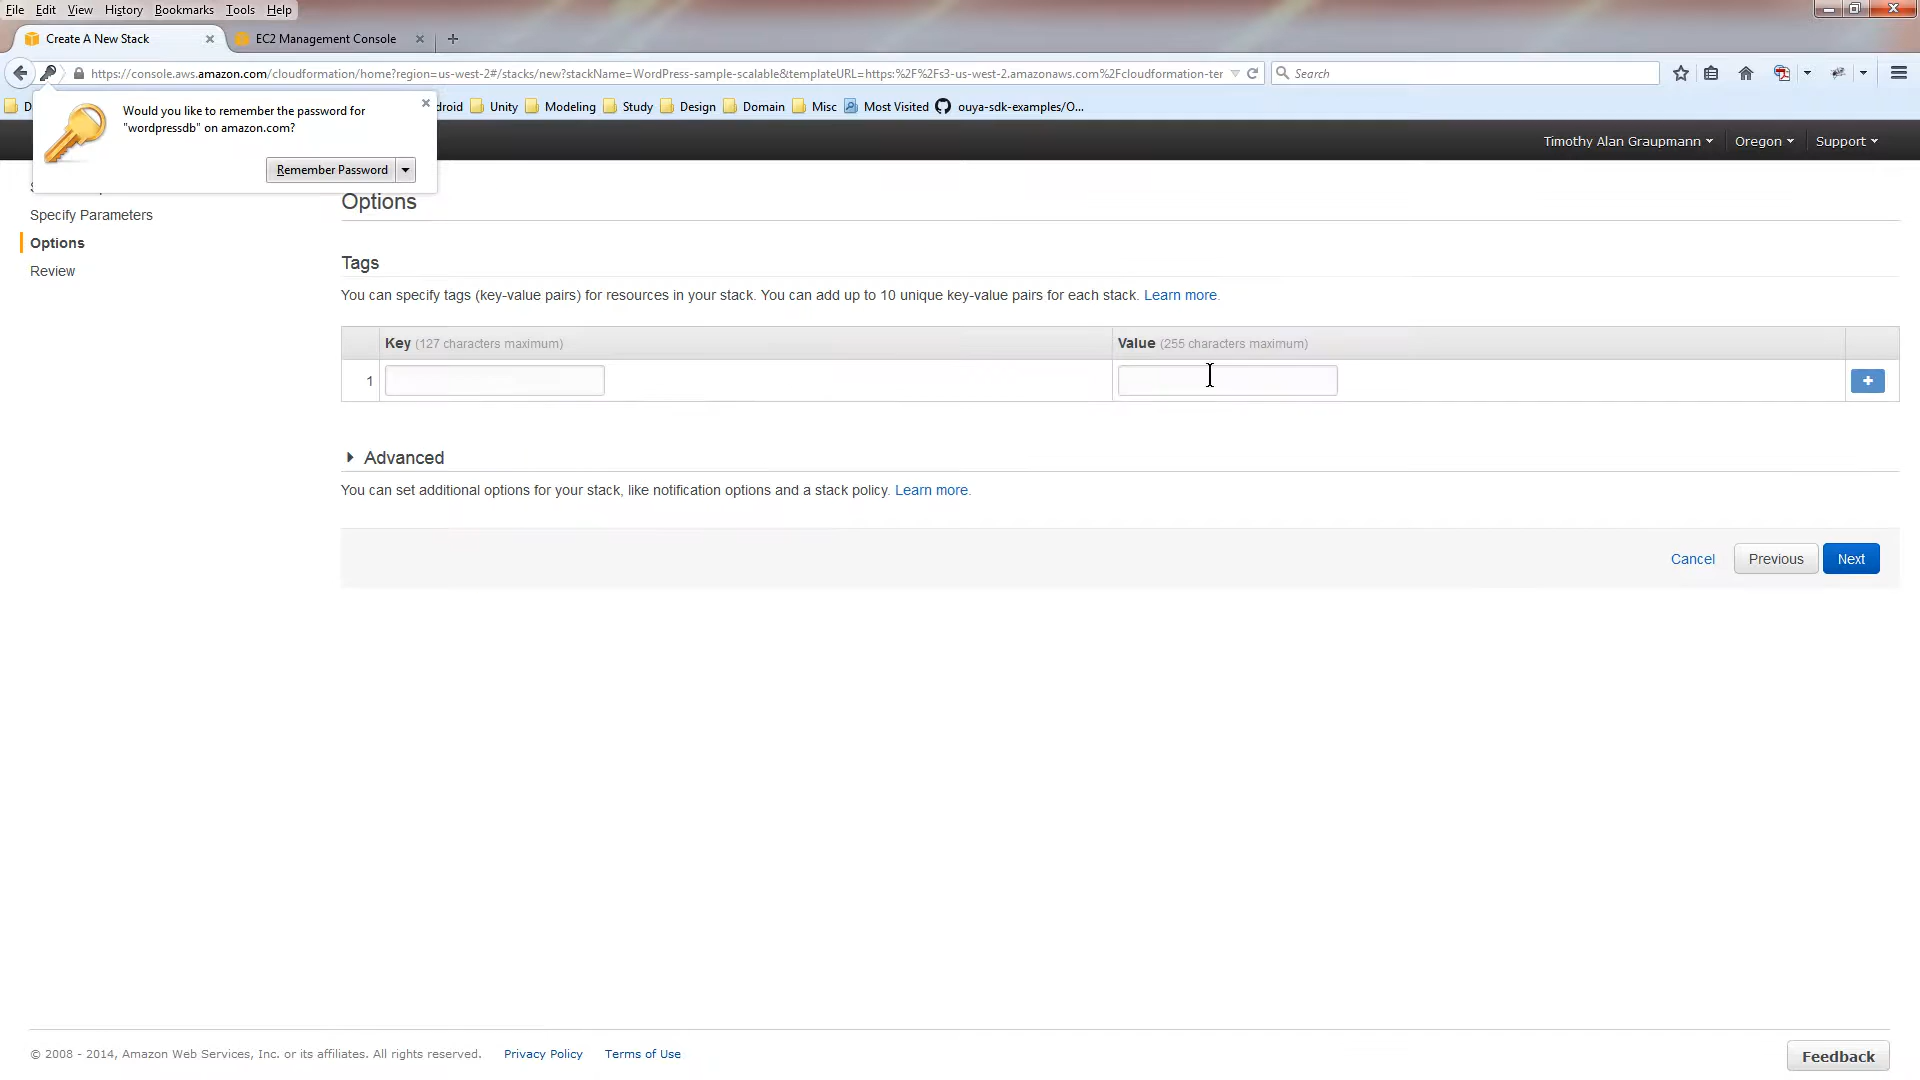 File Edit View History Bookmarks Tools Help
Create A New Stack
EC2 Management Console
https://console.aws.amazon.com/cloudformation/home?region=us-west-2#/stacks/new?stackName=WordPress-sample-scalable&templateURL=https:%2F%2Fs3-us-west-2.amazonaws.com%2Fcloudformation-ter
Search
Unity Modeling Study Design Domain Misc Most Visited ouya-sdk-examples/O...
Would you like to remember the password for
"wordpressdb" on amazon.com?
Remember Password
Timothy Alan Graupmann Oregon Support
Specify Parameters
Options
Review
Options
Tags
You can specify tags (key-value pairs) for resources in your stack. You can add up to 10 unique key-value pairs for each stack. Learn more.
Key (127 characters maximum) Value (255 characters maximum)
1
Advanced
You can set additional options for your stack, like notification options and a stack policy. Learn more.
Cancel Previous Next
© 2008 - 2014, Amazon Web Services, Inc. or its affiliates. All rights reserved. Privacy Policy Terms of Use
Feedback